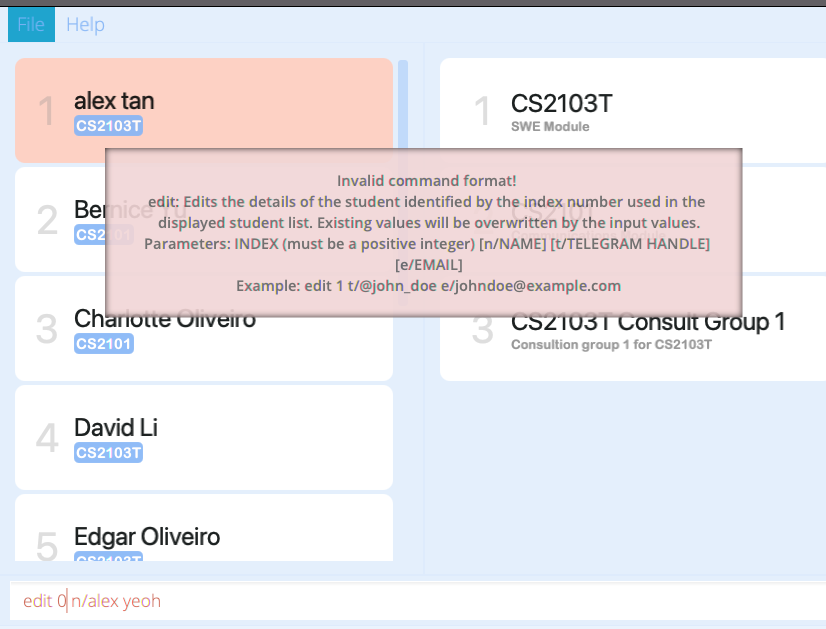 File Help
1 alex tan
CS2103T
2 Bernice Yu
CS2101
3 Charlotte Oliveiro
CS2101
4 David Li
CS2103T
5 Edgar Oliveiro
CS2103T
1 CS2103T
SWE Module
CS2101
3 CS2103T Consult Group 1
Consultion group 1 for CS2103T
Invalid command format!
edit: Edits the details of the student identified by the index number used in the
displayed student list. Existing values will be overwritten by the input values.
Parameters: INDEX (must be a positive integer) [n/NAME] [t/TELEGRAM HANDLE]
[e/EMAIL]
Example: edit 1 t/@john_doe e/johndoe@example.com
edit 0 n/alex yeoh